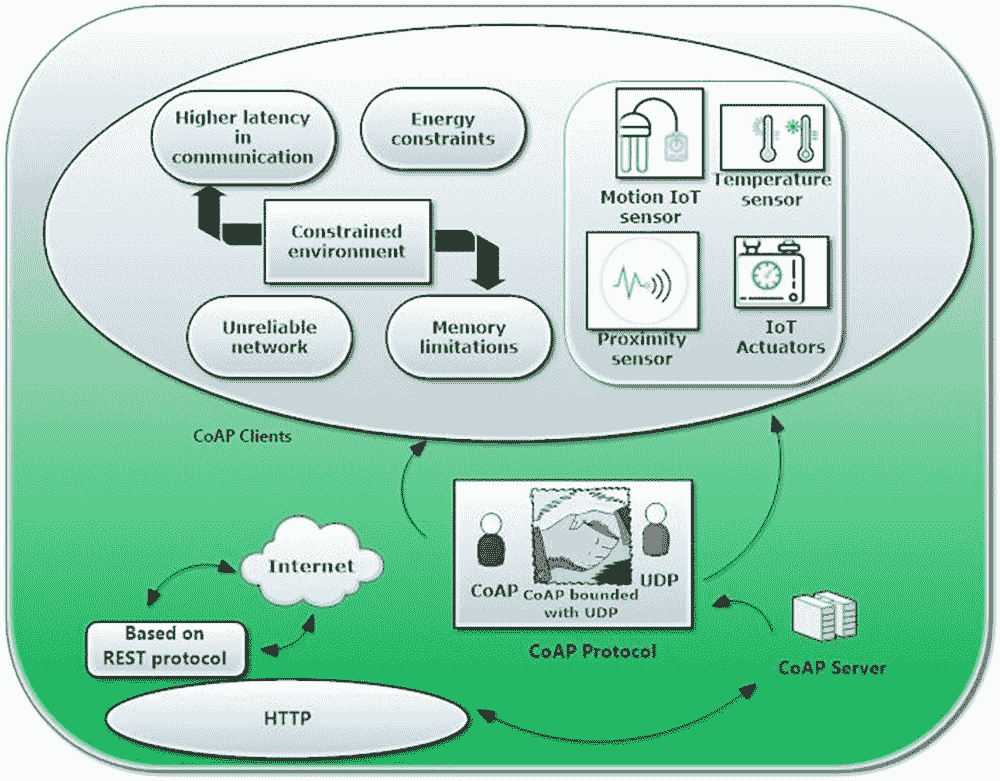 Higher latency
in
communication
Energy
constraints
Constrained
environment
Unreliable
network
Memory
limitations
Motion IoT
sensor
Temperature
sensor
Proximity
sensor
IoT
Actuators
CoAP Clients
CoAP
UDP
CoAP bounded
with UDP
CoAP Protocol
Internet
Based on
REST protocol
HTTP
CoAP Server